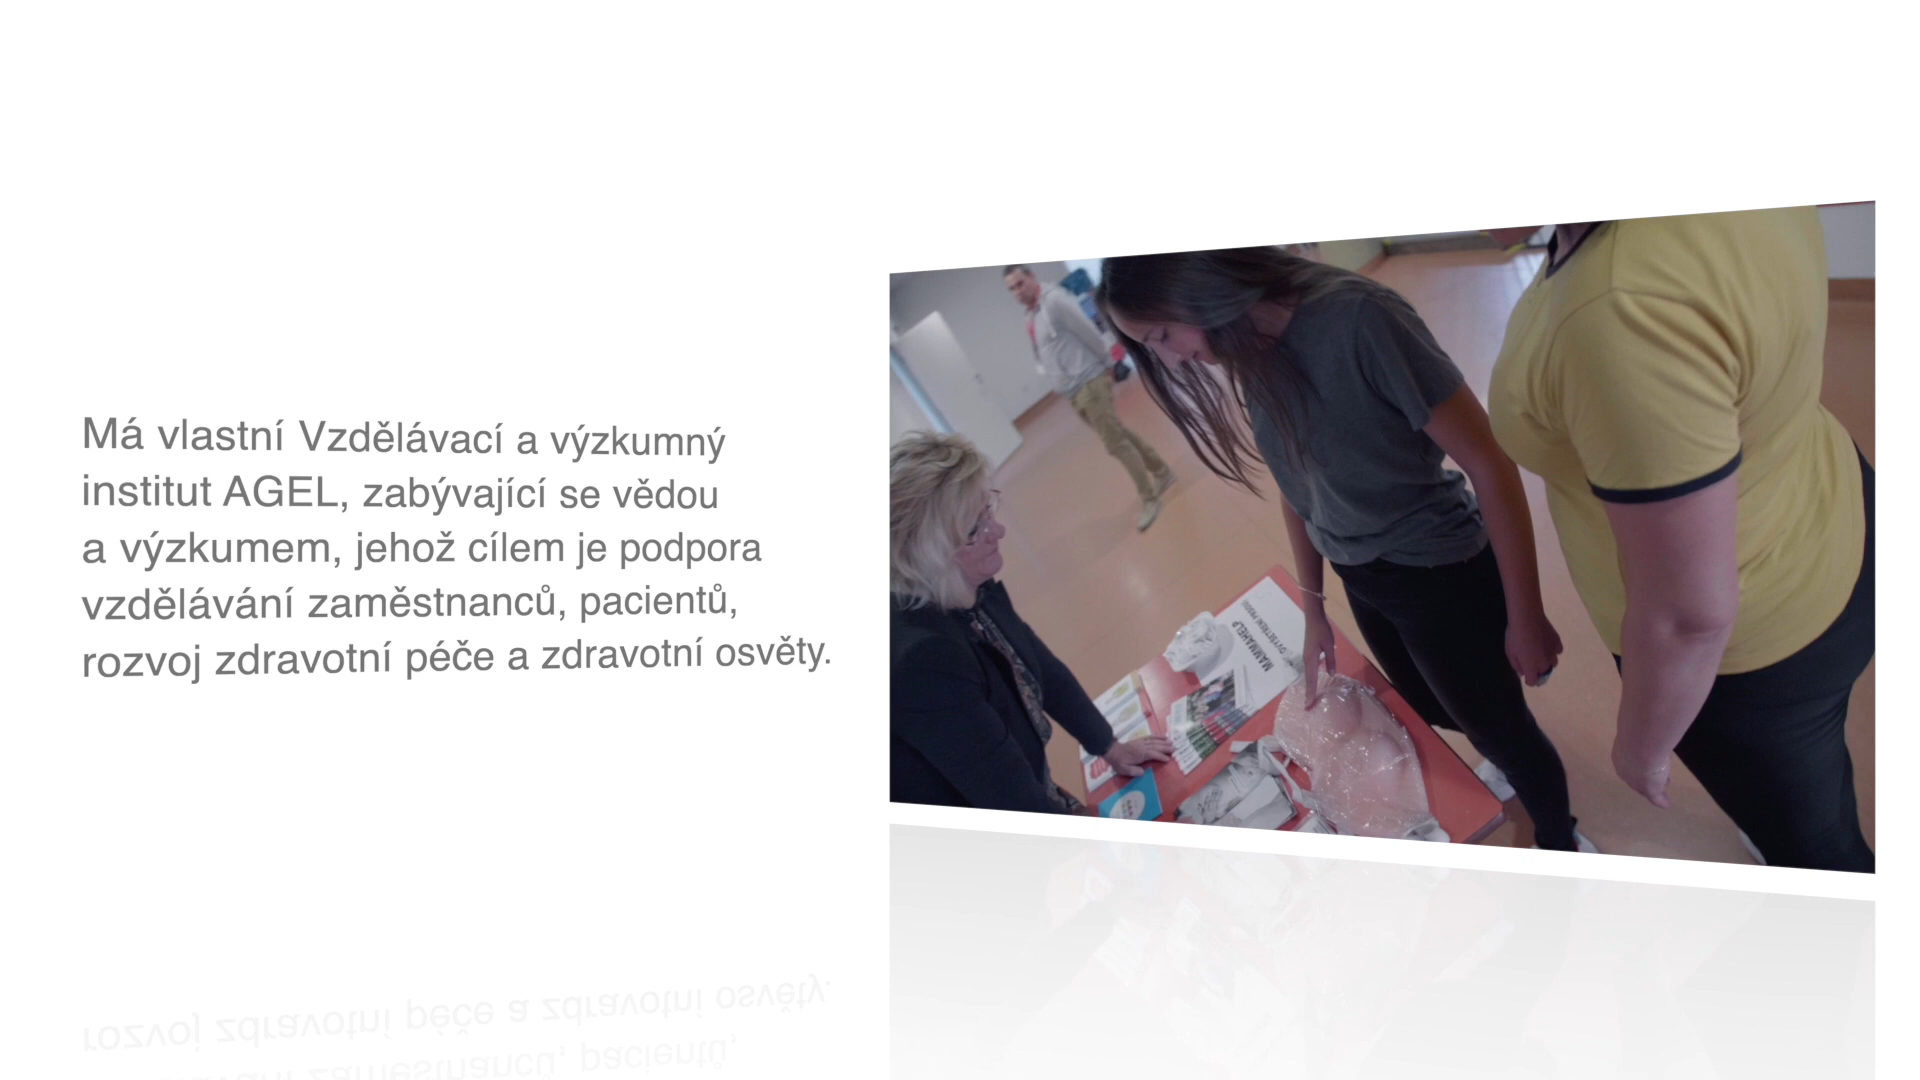 Má vlastní Vzdělávací a výzkumný
institut AGEL, zabývající se vědou
a výzkumem, jehož cílem je podpora
vzdělávání zaměstnanců, pacientů,
rozvoj zdravotní péče a zdravotní osvěty.
MAMMAHELP